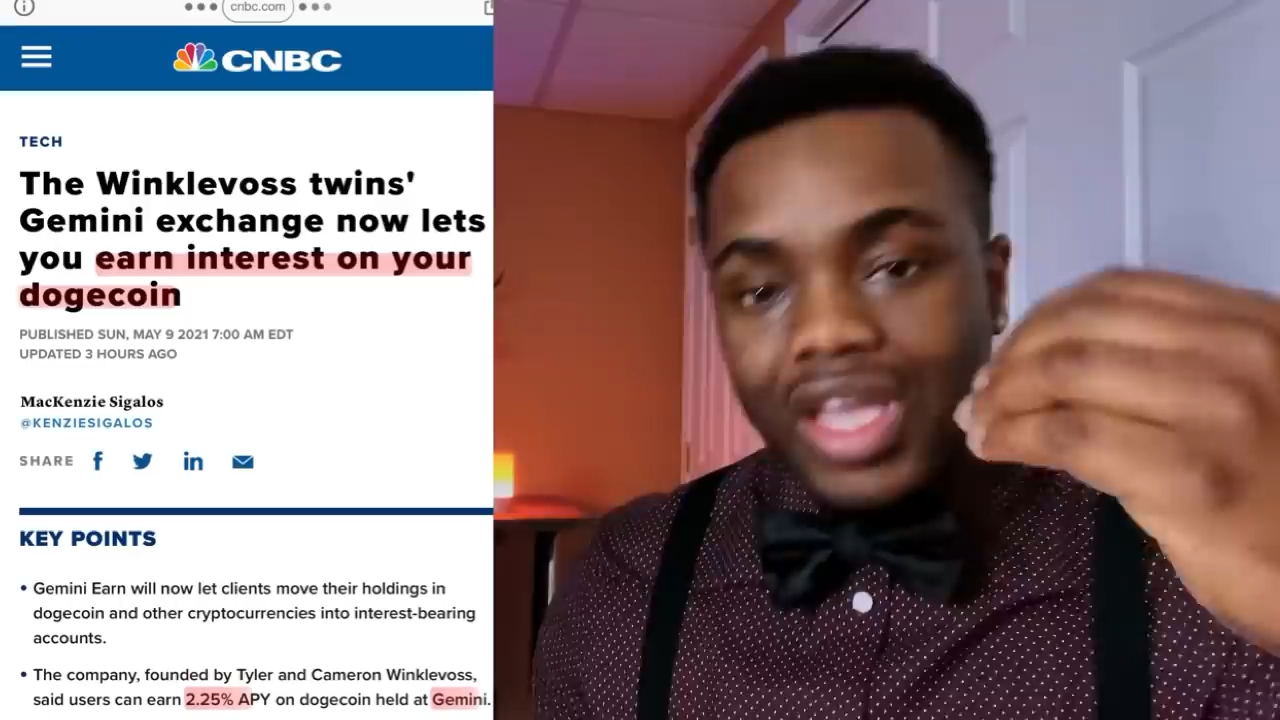 cnbc.com
CNBC
TECH
The Winklevoss twins'
Gemini exchange now lets
you earn interest on your
dogecoin
PUBLISHED SUN, MAY 9 2021 7:00 AM EDT
UPDATED 3 HOURS AGO
MacKenzie Sigalos
@KENZIESIGALOS
SHARE
KEY POINTS
• Gemini Earn will now let clients move their holdings in
dogecoin and other cryptocurrencies into interest-bearing
accounts.
• The company, founded by Tyler and Cameron Winklevoss,
said users can earn 2.25% APY on dogecoin held at Gemini.